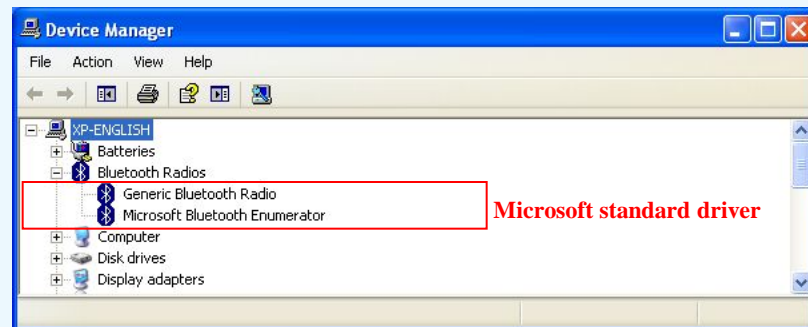 Device Manager
File Action View Help
XP-ENGLISH
Batteries
Bluetooth Radios
Generic Bluetooth Radio
Microsoft Bluetooth Enumerator
Microsoft standard driver
Computer
Disk drives
Display adapters